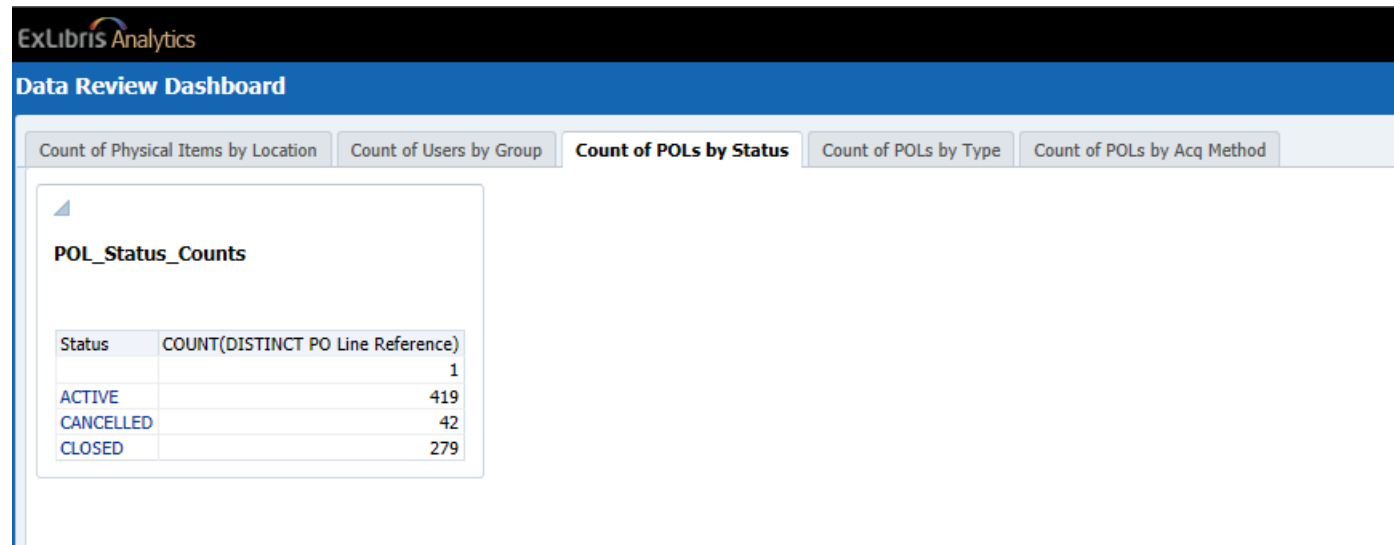 ExLibris Analytics
Data Review Dashboard
Count of Physical Items by Location Count of Users by Group Count of POLs by Status Count of POLs by Type Count of POLs by Acq Method
POL_Status_Counts
Status COUNT(DISTINCT PO Line Reference)
1
ACTIVE 419
CANCELLED 42
CLOSED 279